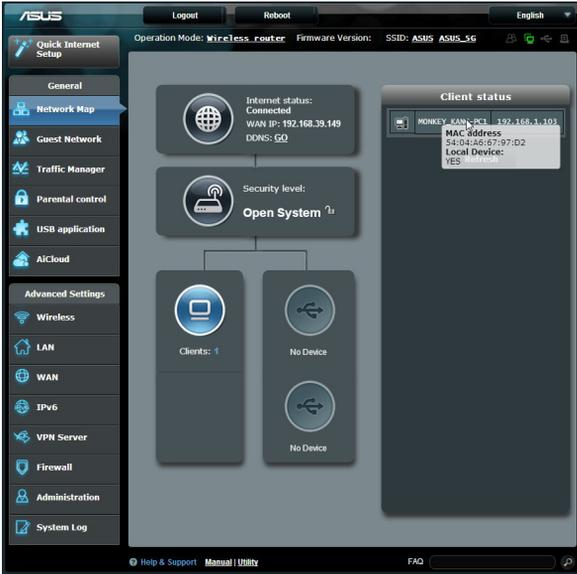 ASUS
Logout
Reboot
English
Quick Internet
Setup
Operation Mode: Wireless router Firmware Version: SSID: ASUS ASUS_5G
General
Network Map
Guest Network
Traffic Manager
Parental control
USB application
AiCloud
Advanced Settings
Wireless
LAN
WAN
IPv6
VPN Server
Firewall
Administration
System Log
Internet status:
Connected
WAN IP: 192.168.39.149
DDNS: GO
Security level:
Open System
Clients: 1
No Device
No Device
Client status
MONKEY_KANG-PC1 192.168.1.103
MAC address
54:04:A6:67:97:D2
Local Device:
YES
Refresh
Help & Support Manual | Utility
FAQ